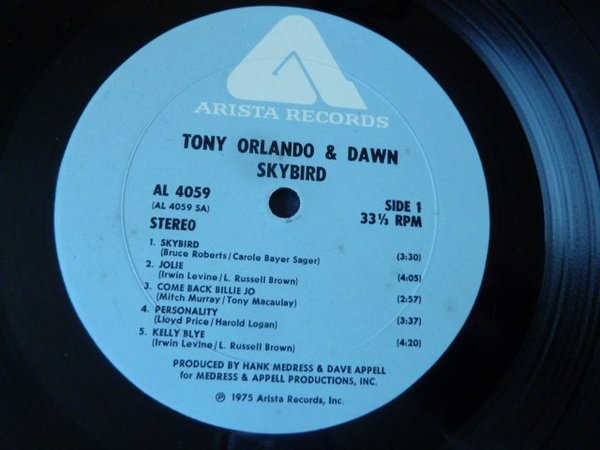 ARISTA RECORDS
TONY ORLANDO & DAWN
SKYBIRD
AL 4059
(AL 4059 SA)
STEREO
SIDE 1
33⅓ RPM
1. SKYBIRD
(Bruce Roberts/Carole Bayer Sager) (3:30)
2. JOLIE
(Irwin Levine/L. Russell Brown) (4:05)
3. COME BACK BILLIE JO
(Mitch Murray/Tony Macaulay) (2:57)
4. PERSONALITY
(Lloyd Price/Harold Logan) (3:37)
5. KELLY BLYE
(Irwin Levine/L. Russell Brown) (4:20)
PRODUCED BY HANK MEDRESS & DAVE APPELL
for MEDRESS & APPELL PRODUCTIONS, INC.
℗ 1975 Arista Records, Inc.